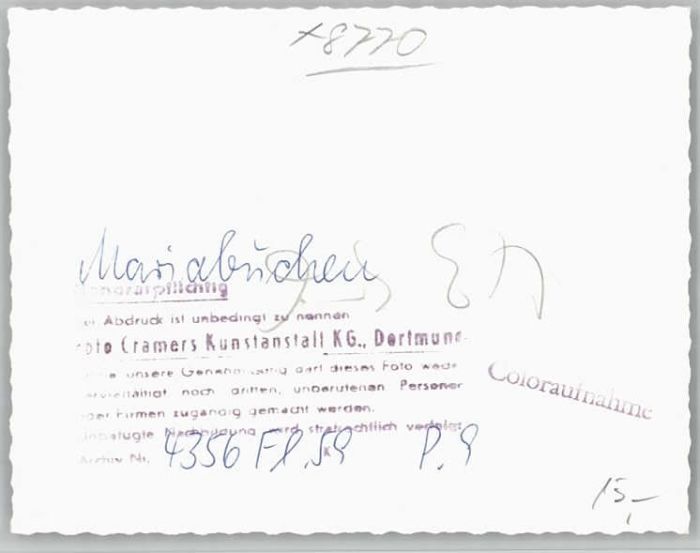 x8770
Mariabuchen
Honorarpflichtig
Bei Abdruck ist unbedingt zu nennen
Foto Cramers Kunstanstalt KG., Dortmund
Ohne unsere Genehmigung darf dieses Foto weder
vervielfältigt noch dritten, unberufenen Personen
oder Firmen zugändig gemacht werden.
Unbefugte Nachbildung wird strafrechtlich verfolgt
Archiv Nr. 4356 Fl.59 P.9
K
Coloraufnahme
15,-